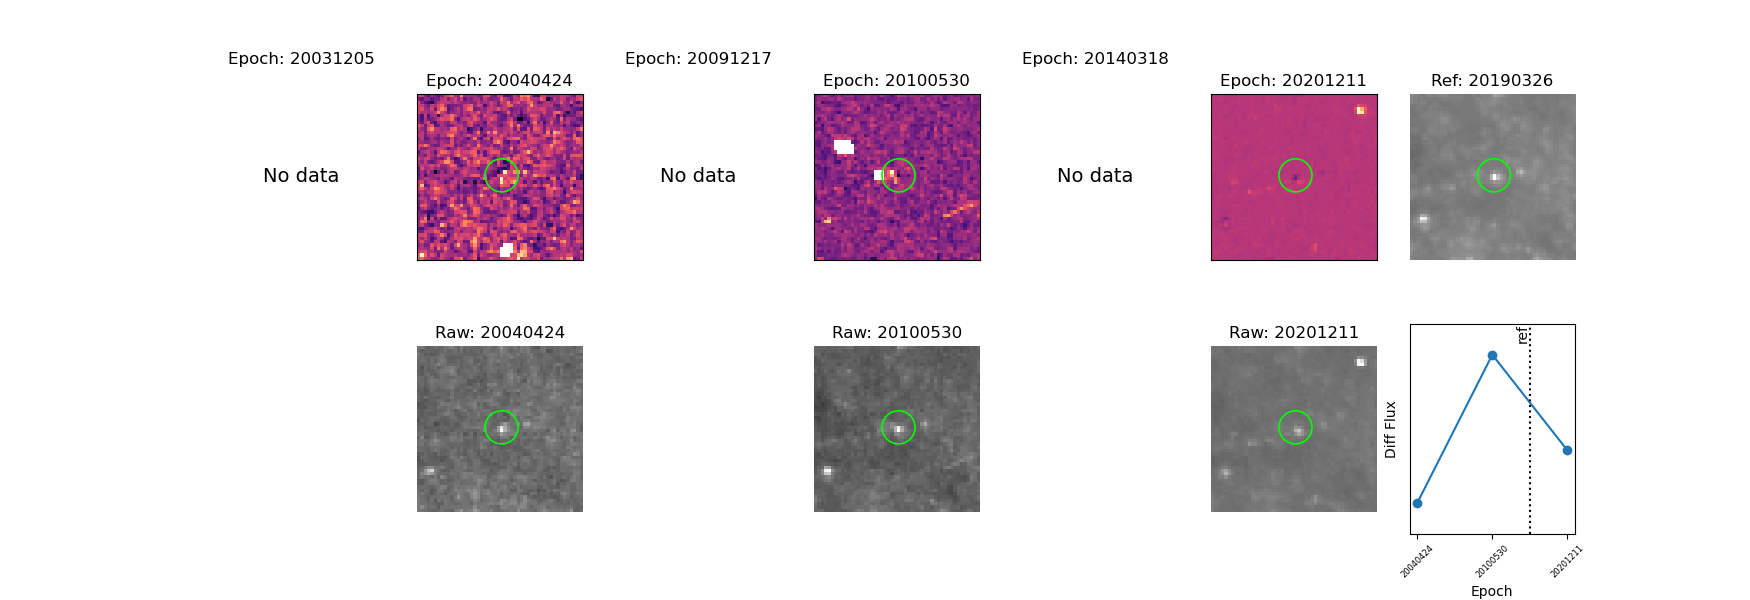 Epoch: 20031205
Epoch: 20091217
Epoch: 20140318
Epoch: 20040424
Epoch: 20100530
Epoch: 20201211
Ref: 20190326
No data
No data
No data
Raw: 20040424
Raw: 20100530
Raw: 20201211
ref
Diff Flux
20040424
20100530
20201211
Epoch